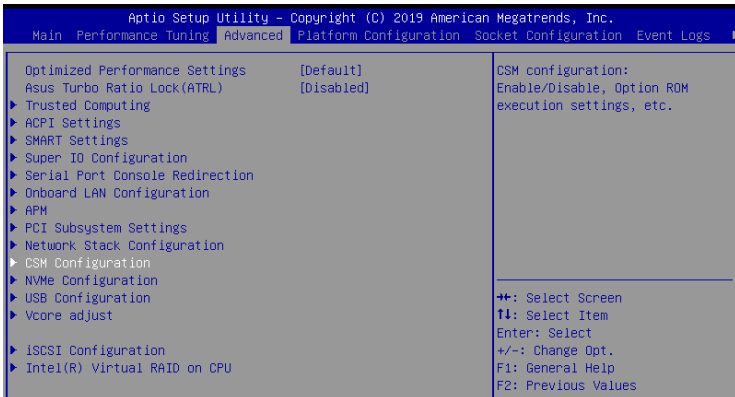 Aptio Setup Utility – Copyright (C) 2019 American Megatrends, Inc.
Main Performance Tuning Advanced Platform Configuration Socket Configuration Event Logs
Optimized Performance Settings [Default]
Asus Turbo Ratio Lock(ATRL) [Disabled]
Trusted Computing
ACPI Settings
SMART Settings
Super IO Configuration
Serial Port Console Redirection
Onboard LAN Configuration
APM
PCI Subsystem Settings
Network Stack Configuration
CSM Configuration
NVMe Configuration
USB Configuration
Vcore adjust
iSCSI Configuration
Intel(R) Virtual RAID on CPU
CSM configuration:
Enable/Disable, Option ROM
execution settings, etc.
→←: Select Screen
↑↓: Select Item
Enter: Select
+/-: Change Opt.
F1: General Help
F2: Previous Values